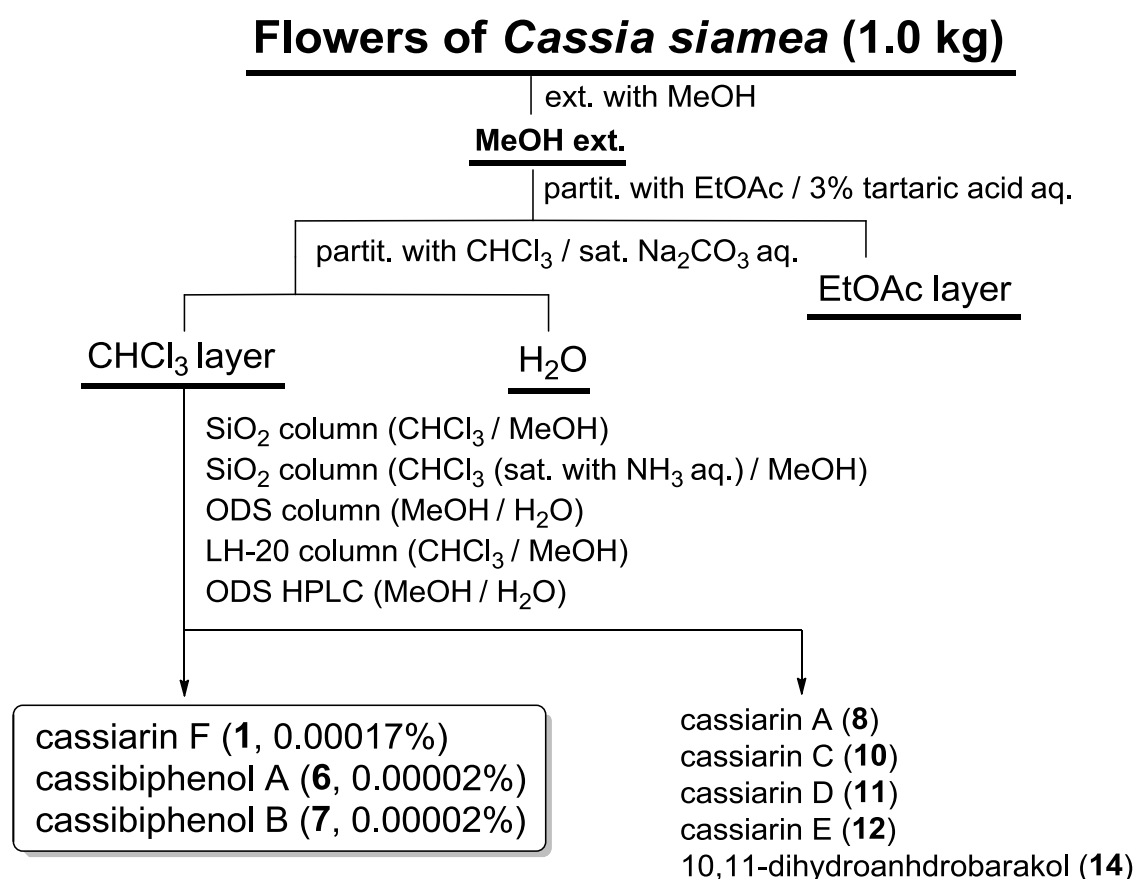 Flowers of Cassia siamea (1.0 kg)
ext. with MeOH
MeOH ext.
partit. with EtOAc / 3% tartaric acid aq.
partit. with CHCl3 / sat. Na2CO3 aq.
EtOAc layer
CHCl3 layer
H2O
SiO2 column (CHCl3 / MeOH)
SiO2 column (CHCl3 (sat. with NH3 aq.) / MeOH)
ODS column (MeOH / H2O)
LH-20 column (CHCl3 / MeOH)
ODS HPLC (MeOH / H2O)
cassiarin F (1, 0.00017%)
cassibiphenol A (6, 0.00002%)
cassibiphenol B (7, 0.00002%)
cassiarin A (8)
cassiarin C (10)
cassiarin D (11)
cassiarin E (12)
10,11-dihydroanhdrobarakol (14)